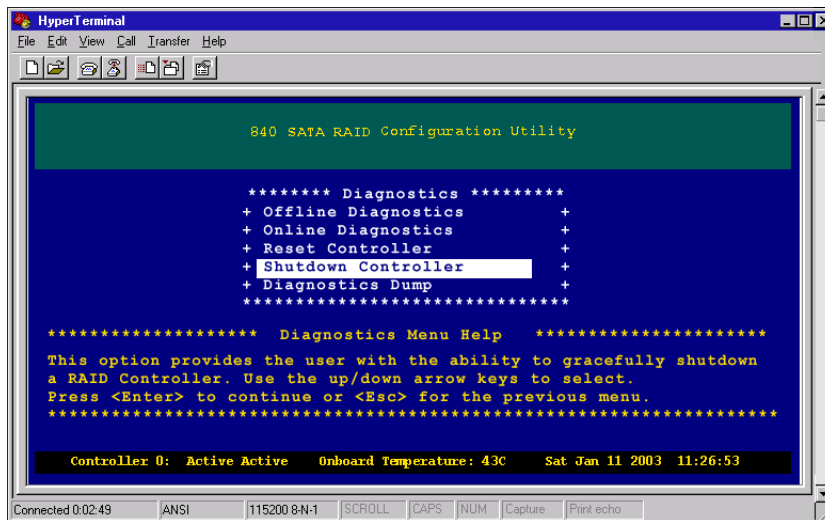 HyperTerminal
File Edit View Call Transfer Help
840 SATA RAID Configuration Utility
******** Diagnostics *********
+ Offline Diagnostics +
+ Online Diagnostics +
+ Reset Controller +
+ Shutdown Controller +
+ Diagnostics Dump +
*******************************
******************** Diagnostics Menu Help **********************
This option provides the user with the ability to gracefully shutdown
a RAID Controller. Use the up/down arrow keys to select.
Press <Enter> to continue or <Esc> for the previous menu.
*********************************************************************
Controller 0: Active Active Onboard Temperature: 43C Sat Jan 11 2003 11:26:53
Connected 0:02:49 ANSI 115200 8-N-1 SCROLL CAPS NUM Capture Print echo